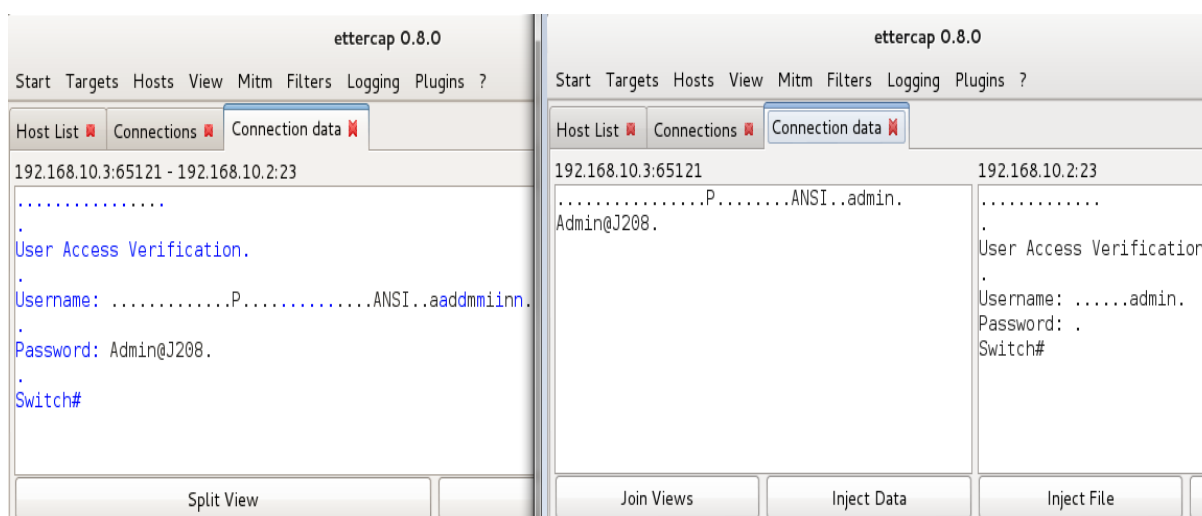 ettercap 0.8.0
Start Targets Hosts View Mitm Filters Logging Plugins ?
Host List Connections Connection data
192.168.10.3:65121 - 192.168.10.2:23
................
.
User Access Verification.
.
Username: .............P..............ANSI..aaddmmiinn.
.
Password: Admin@J208.
.
Switch#
Split View
ettercap 0.8.0
Start Targets Hosts View Mitm Filters Logging Plugins ?
Host List Connections Connection data
192.168.10.3:65121
................P........ANSI..admin.
Admin@J208.
192.168.10.2:23
.............
.
User Access Verification
.
Username: ......admin.
Password: .
Switch#
Join Views Inject Data Inject File